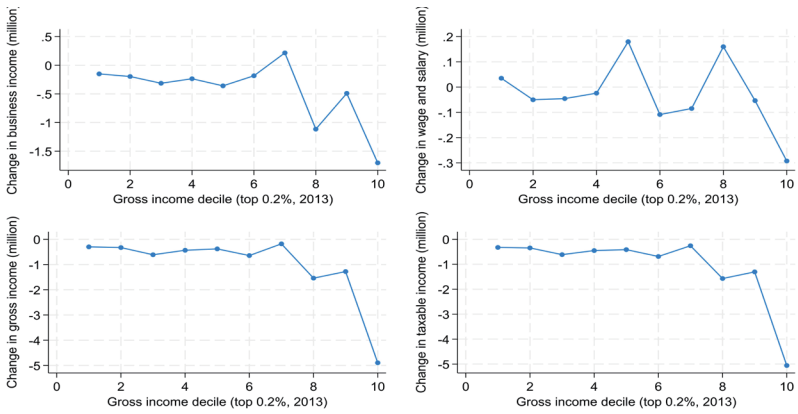 Change in business income (million)
.5
0
-.5
-1
-1.5
0 2 4 6 8 10
Gross income decile (top 0.2%, 2013)
Change in wage and salary (million)
.2
.1
0
-.1
-.3
0 2 4 6 8 10
Gross income decile (top 0.2%, 2013)
Change in gross income (million)
0
-1
-2
-3
-4
-5
0 2 4 6 8 10
Gross income decile (top 0.2%, 2013)
Change in taxable income (million)
0
-1
-2
-3
-4
-5
0 2 4 6 8 10
Gross income decile (top 0.2%, 2013)